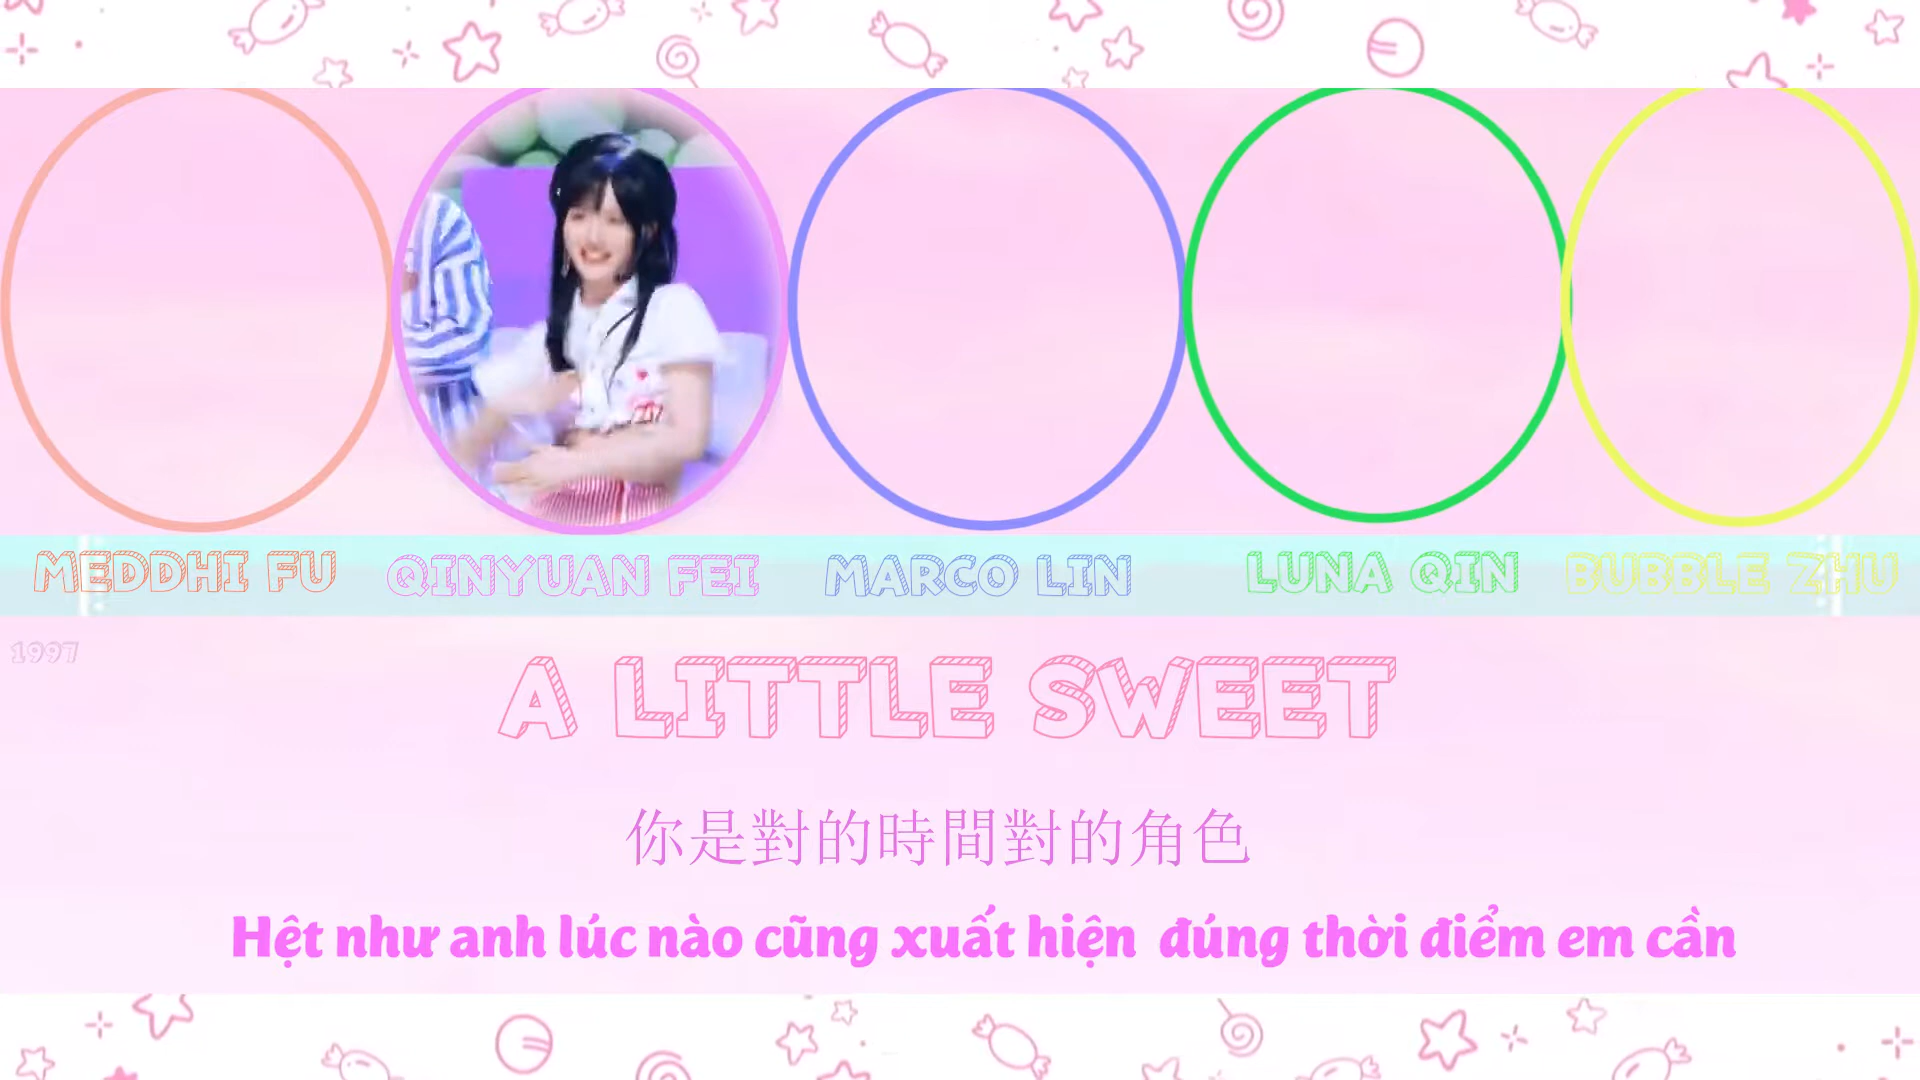 MEDDHI FU QINYUAN FEI MARCO LIN LUNA QIN BUBBLE ZHU
1997
A LITTLE SWEET
你是對的時間對的角色
Hệt như anh lúc nào cũng xuất hiện đúng thời điểm em cần